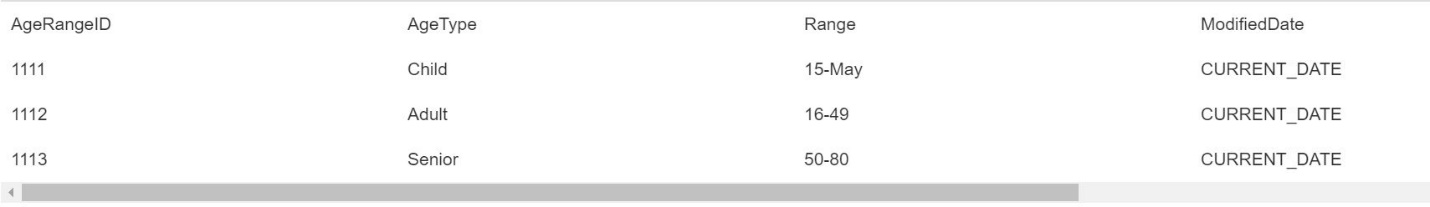 AgeRangeID AgeType Range ModifiedDate
1111 Child 15-May CURRENT_DATE
1112 Adult 16-49 CURRENT_DATE
1113 Senior 50-80 CURRENT_DATE